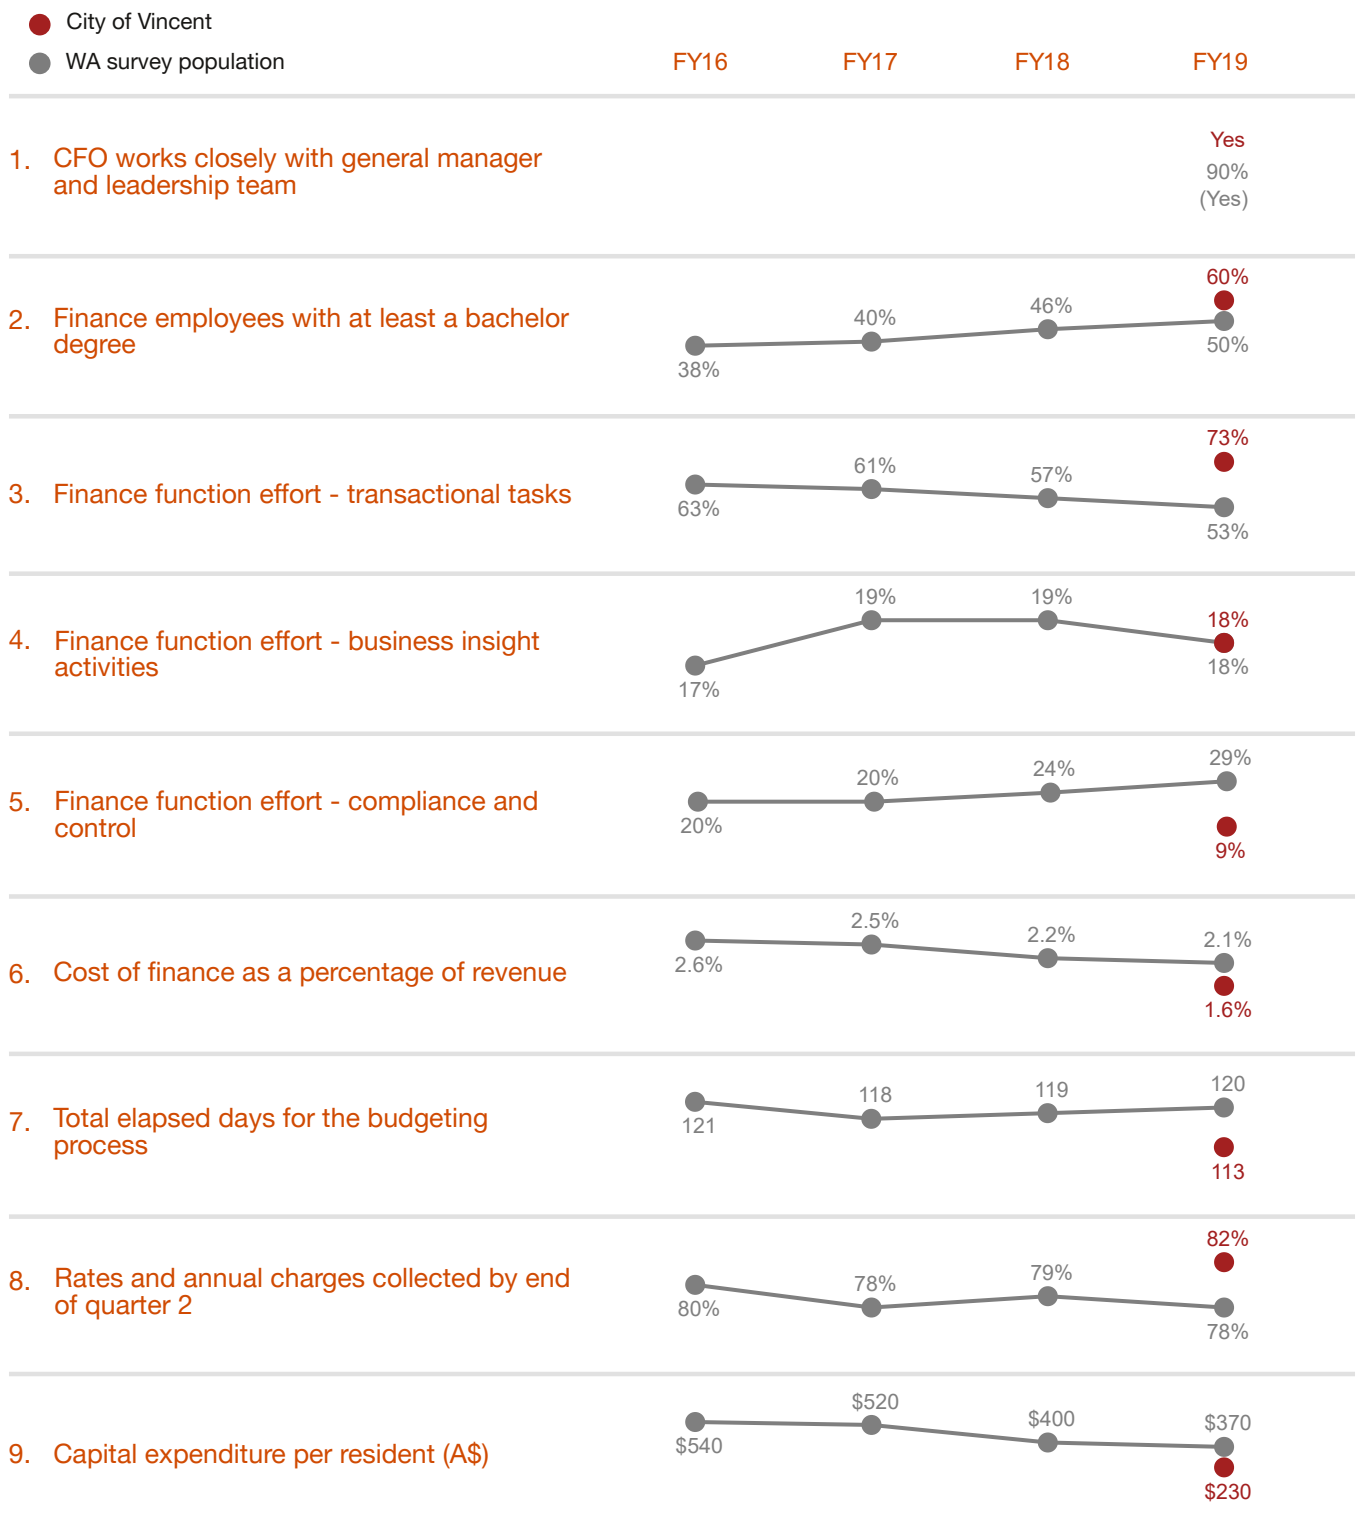 City of Vincent
WA survey population
FY16 FY17 FY18 FY19
1. CFO works closely with general manager
and leadership team
Yes
90%
(Yes)
2. Finance employees with at least a bachelor
degree
38%
40%
46%
60%
50%
3. Finance function effort - transactional tasks
63%
61%
57%
73%
53%
4. Finance function effort - business insight
activities
17%
19%
19%
18%
18%
5. Finance function effort - compliance and
control
20%
20%
24%
29%
9%
6. Cost of finance as a percentage of revenue
2.6%
2.5%
2.2%
2.1%
1.6%
7. Total elapsed days for the budgeting
process
121
118
119
120
113
8. Rates and annual charges collected by end
of quarter 2
80%
78%
79%
82%
78%
9. Capital expenditure per resident (A$)
$540
$520
$400
$370
$230